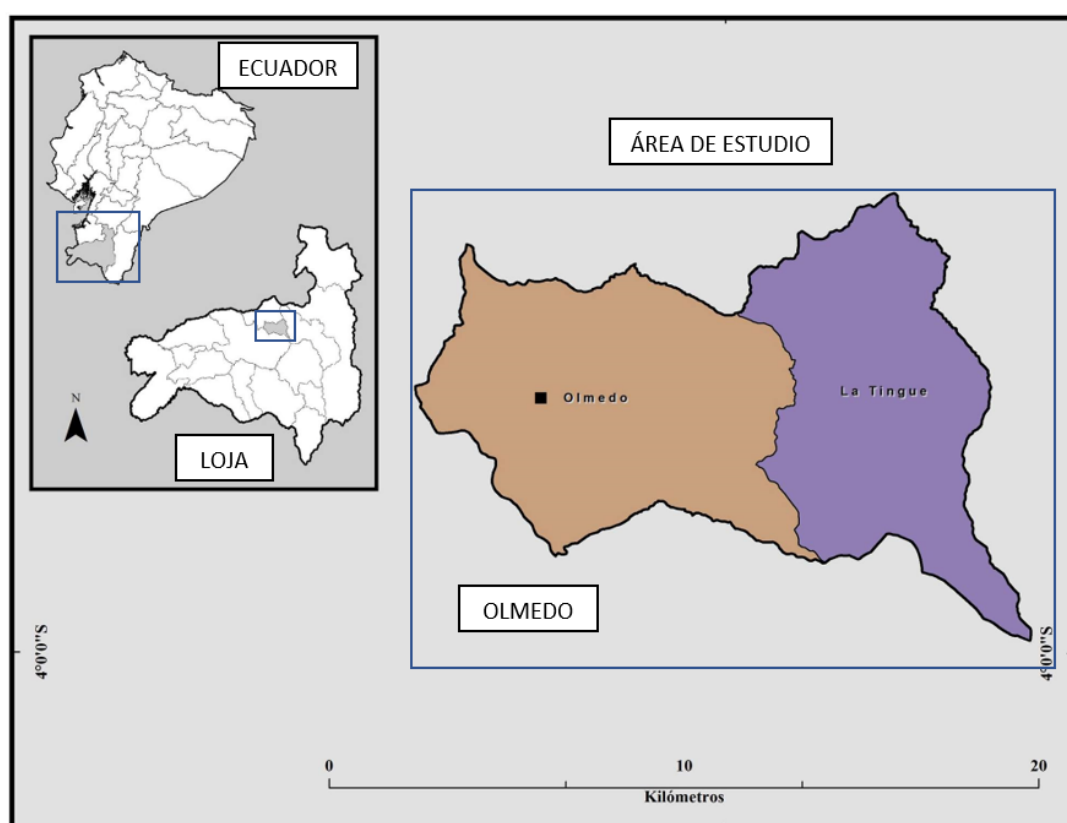 ECUADOR
ÁREA DE ESTUDIO
Olmedo
La Tingue
N
LOJA
OLMEDO
4°0'0"S
4°0'0"S
0 10 20
Kilómetros